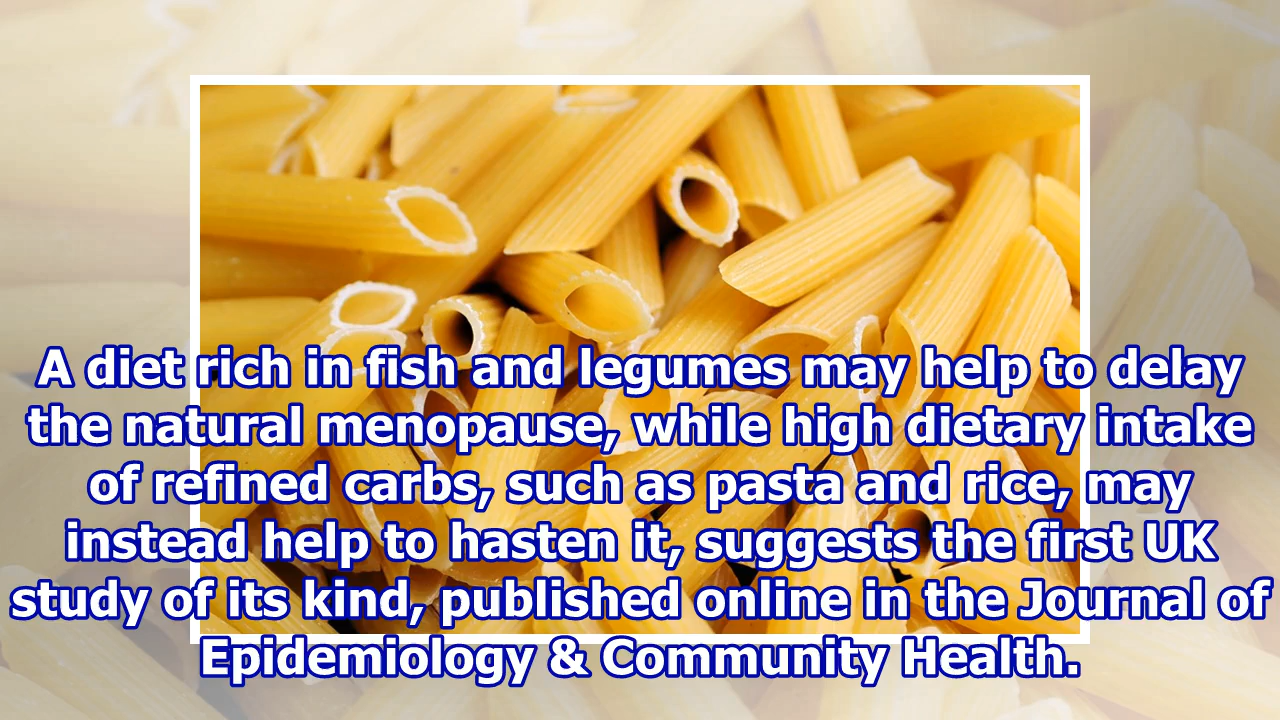 A diet rich in fish and legumes may help to delay
the natural menopause, while high dietary intake
of refined carbs, such as pasta and rice, may
instead help to hasten it, suggests the first UK
study of its kind, published online in the Journal of
Epidemiology & Community Health.